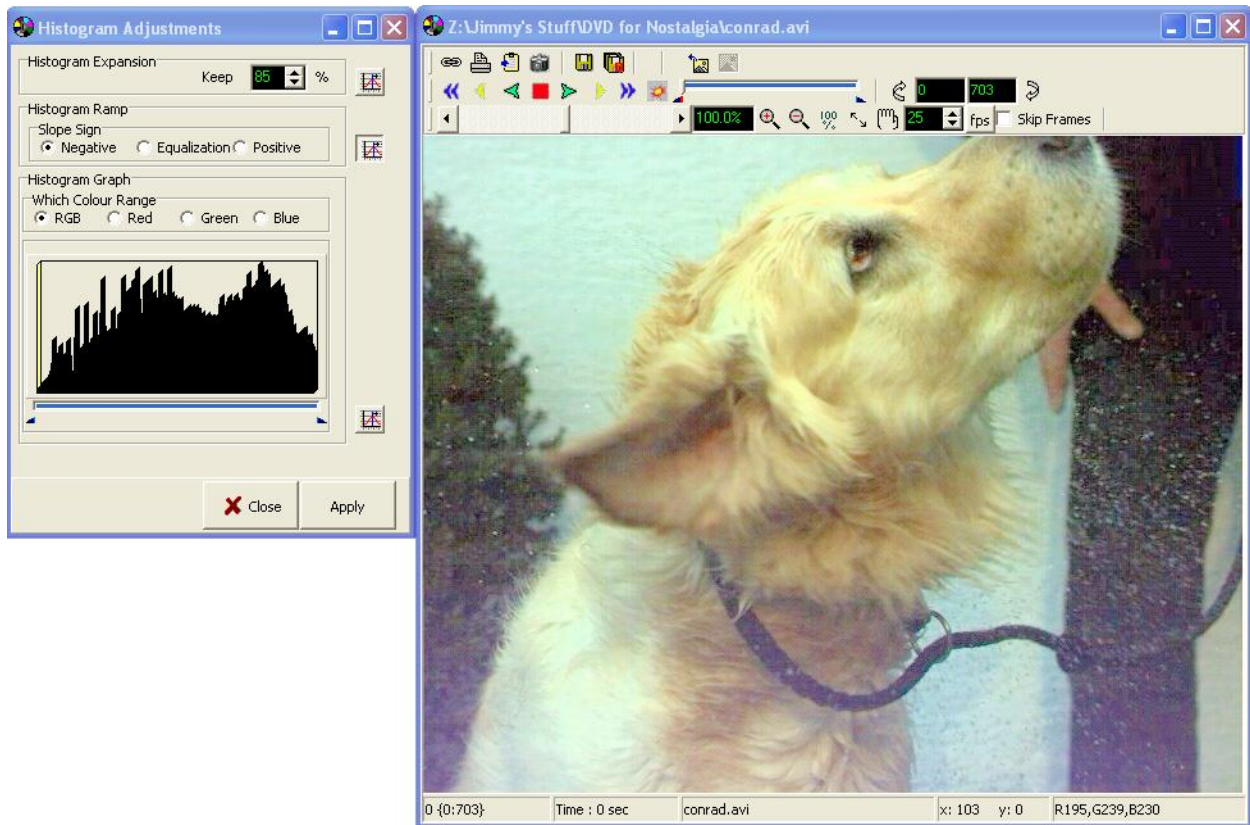 Histogram Adjustments
Histogram Expansion
Keep 85 %
Histogram Ramp
Slope Sign
Negative Equalization Positive
Histogram Graph
Which Colour Range
RGB Red Green Blue
Close Apply
Z:\Jimmy's Stuff\DVD for Nostalgia\conrad.avi
0 703
100.0% 100% 25 fps Skip Frames
0 {0:703} Time : 0 sec conrad.avi x: 103 y: 0 R195,G239,B230